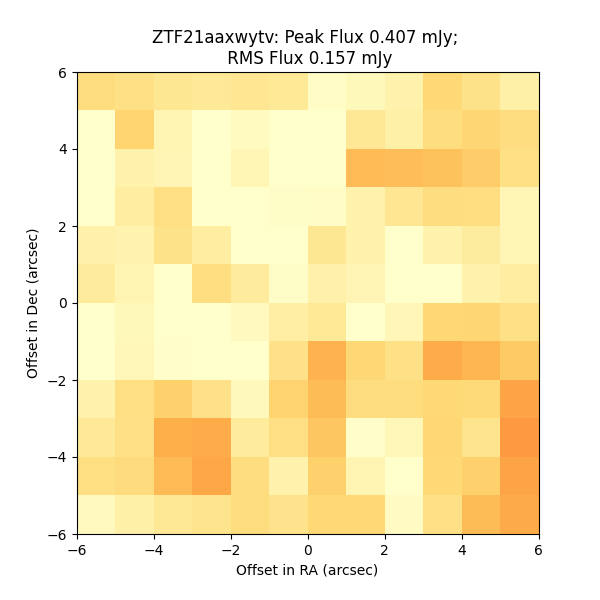 ZTF21aaxwytv: Peak Flux 0.407 mJy;
RMS Flux 0.157 mJy
6
4
2
0
−2
−4
−6
Offset in Dec (arcsec)
−6 −4 −2 0 2 4 6
Offset in RA (arcsec)